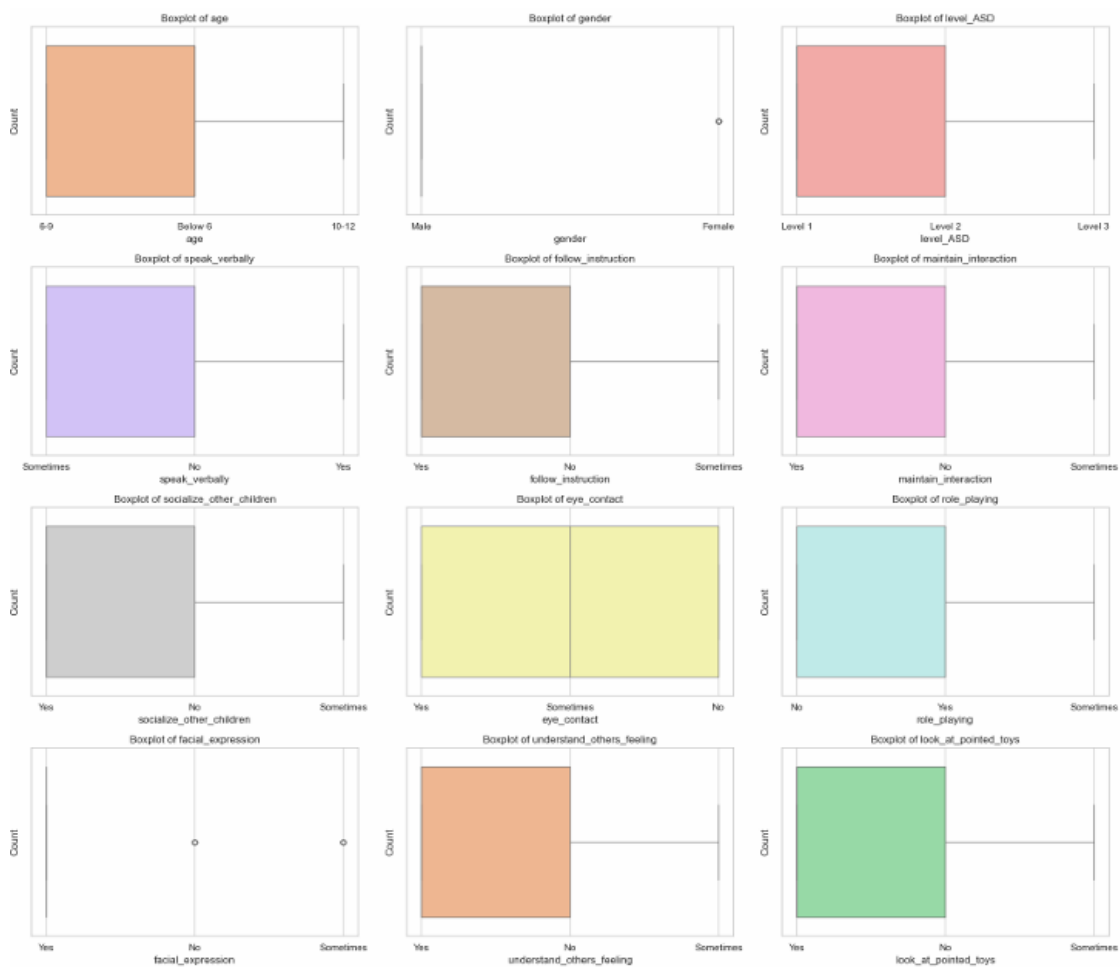 Boxplot of age
Count
6-9 Below 6 10-12
age
Boxplot of gender
Count
Male Female
gender
Boxplot of level_ASD
Count
Level 1 Level 2 Level 3
level_ASD
Boxplot of speak_verbally
Count
Sometimes No Yes
speak_verbally
Boxplot of follow_instruction
Count
Yes No Sometimes
follow_instruction
Boxplot of maintain_interaction
Count
Yes No Sometimes
maintain_interaction
Boxplot of socialize_other_children
Count
Yes No Sometimes
socialize_other_children
Boxplot of eye_contact
Count
Yes Sometimes No
eye_contact
Boxplot of role_playing
Count
No Yes Sometimes
role_playing
Boxplot of facial_expression
Count
Yes No Sometimes
facial_expression
Boxplot of understand_others_feeling
Count
Yes No Sometimes
understand_others_feeling
Boxplot of look_at_pointed_toys
Count
Yes No Sometimes
look_at_pointed_toys